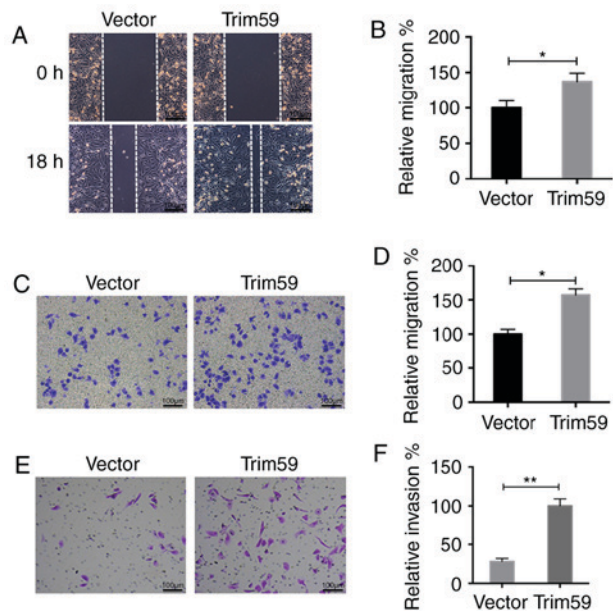 A
Vector
Trim59
0 h
18 h
B
Relative migration %
150
100
50
0
Vector
Trim59
*
C
Vector
Trim59
100μm
100μm
D
Relative migration %
200
150
100
50
0
Vector
Trim59
*
E
Vector
Trim59
100μm
100μm
F
Relative invasion %
150
100
50
0
Vector
Trim59
**